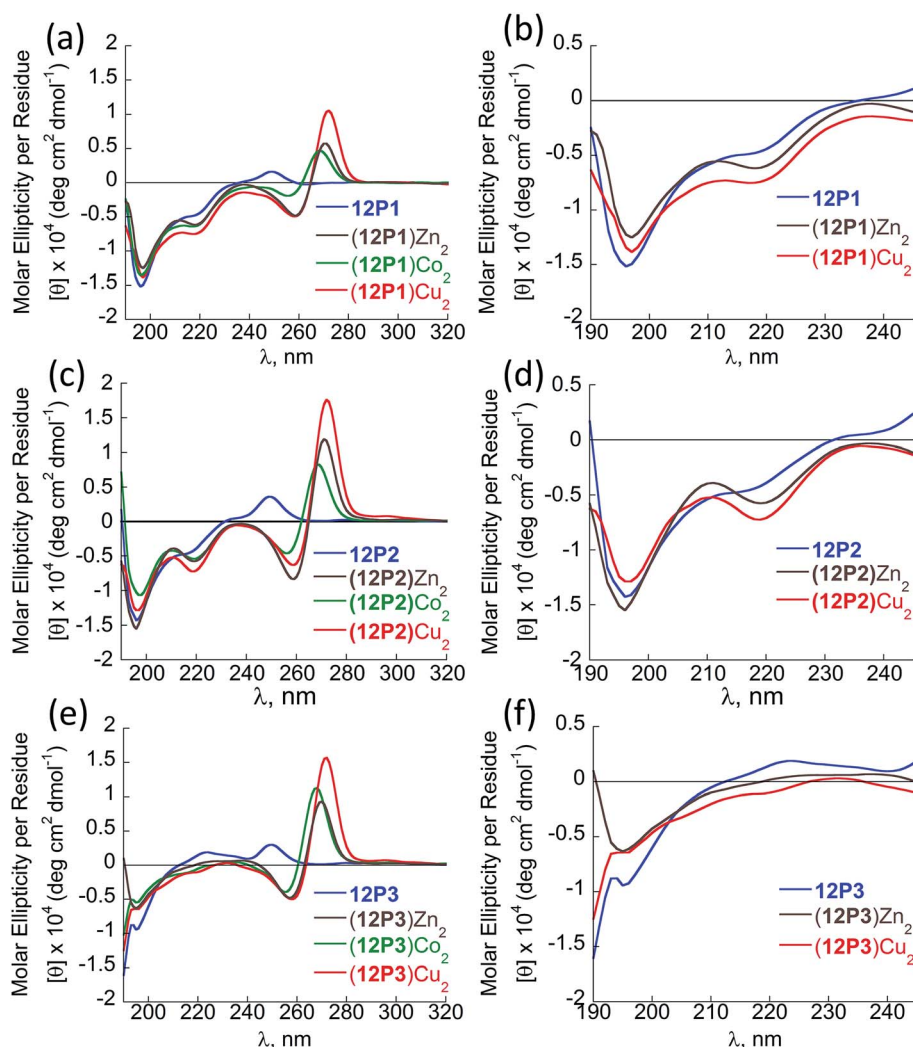 (a)
Molar Ellipticity per Residue
[θ] x 10⁴ (deg cm² dmol⁻¹)
2
1.5
1
0.5
0
-0.5
-1
-1.5
-2
12P1
(12P1)Zn₂
(12P1)Co₂
(12P1)Cu₂
200 220 240 260 280 300 320
λ, nm
(b)
Molar Ellipticity per Residue
[θ] x 10⁴ (deg cm² dmol⁻¹)
0.5
0
-0.5
-1
-1.5
-2
12P1
(12P1)Zn₂
(12P1)Cu₂
190 200 210 220 230 240
λ, nm
(c)
Molar Ellipticity per Residue
[θ] x 10⁴ (deg cm² dmol⁻¹)
2
1.5
1
0.5
0
-0.5
-1
-1.5
-2
12P2
(12P2)Zn₂
(12P2)Co₂
(12P2)Cu₂
200 220 240 260 280 300 320
λ, nm
(d)
Molar Ellipticity per Residue
[θ] x 10⁴ (deg cm² dmol⁻¹)
0.5
0
-0.5
-1
-1.5
-2
12P2
(12P2)Zn₂
(12P2)Cu₂
190 200 210 220 230 240
λ, nm
(e)
Molar Ellipticity per Residue
[θ] x 10⁴ (deg cm² dmol⁻¹)
2
1.5
1
0.5
0
-0.5
-1
-1.5
-2
12P3
(12P3)Zn₂
(12P3)Co₂
(12P3)Cu₂
200 220 240 260 280 300 320
λ, nm
(f)
Molar Ellipticity per Residue
[θ] x 10⁴ (deg cm² dmol⁻¹)
0.5
0
-0.5
-1
-1.5
-2
12P3
(12P3)Zn₂
(12P3)Cu₂
190 200 210 220 230 240
λ, nm